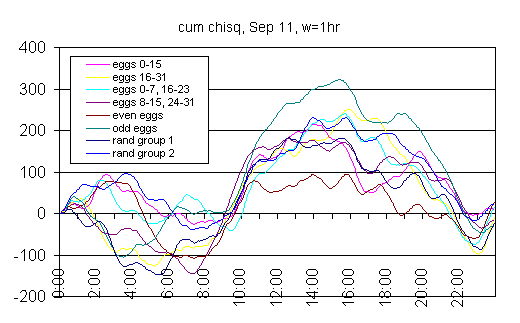 cum chisq, Sep 11, w=1hr
400
300
200
100
0
-100
-200
eggs 0-15
eggs 16-31
eggs 0-7, 16-23
eggs 8-15, 24-31
even eggs
odd eggs
rand group 1
rand group 2
0:00 2:00 4:00 6:00 8:00 10:00 12:00 14:00 16:00 18:00 20:00 22:00